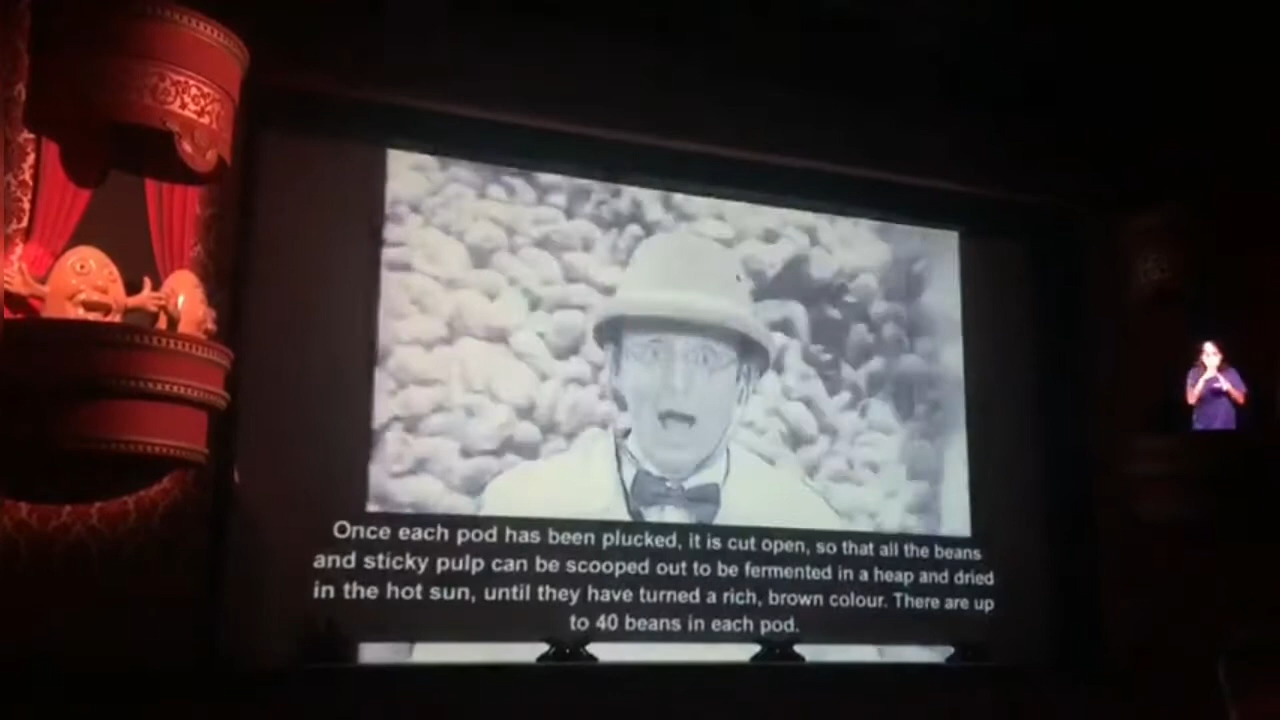 Once each pod has been plucked, it is cut open, so that all the beans
and sticky pulp can be scooped out to be fermented in a heap and dried
in the hot sun, until they have turned a rich, brown colour. There are up
to 40 beans in each pod.